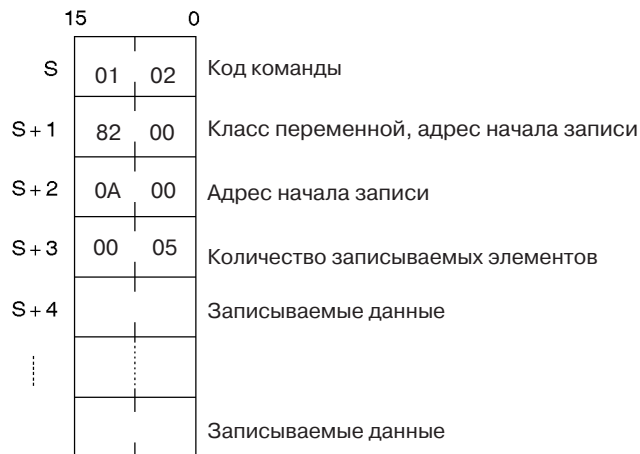 15 0
S 01 02 Код команды
S + 1 82 00 Класс переменной, адрес начала записи
S + 2 0A 00 Адрес начала записи
S + 3 00 05 Количество записываемых элементов
S + 4 Записываемые данные
Записываемые данные